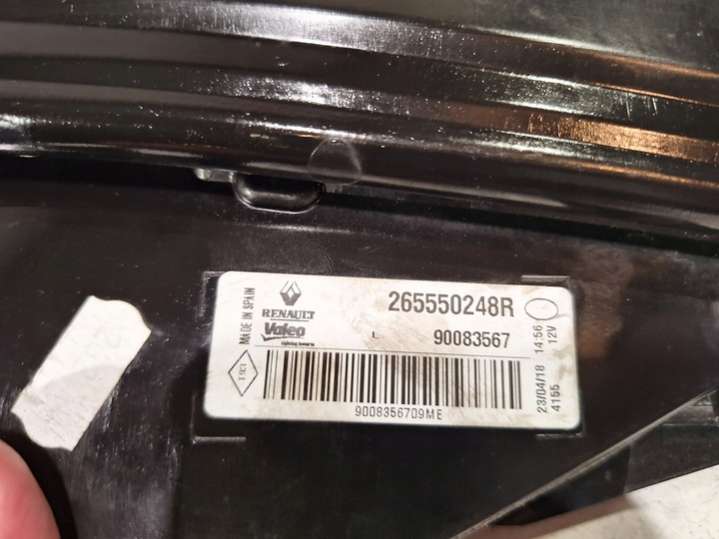 MADE IN SPAIN
RENAULT
265550248R
Valeo
L
90083567
9008356709ME
23/04/18 14:56
4155 12V